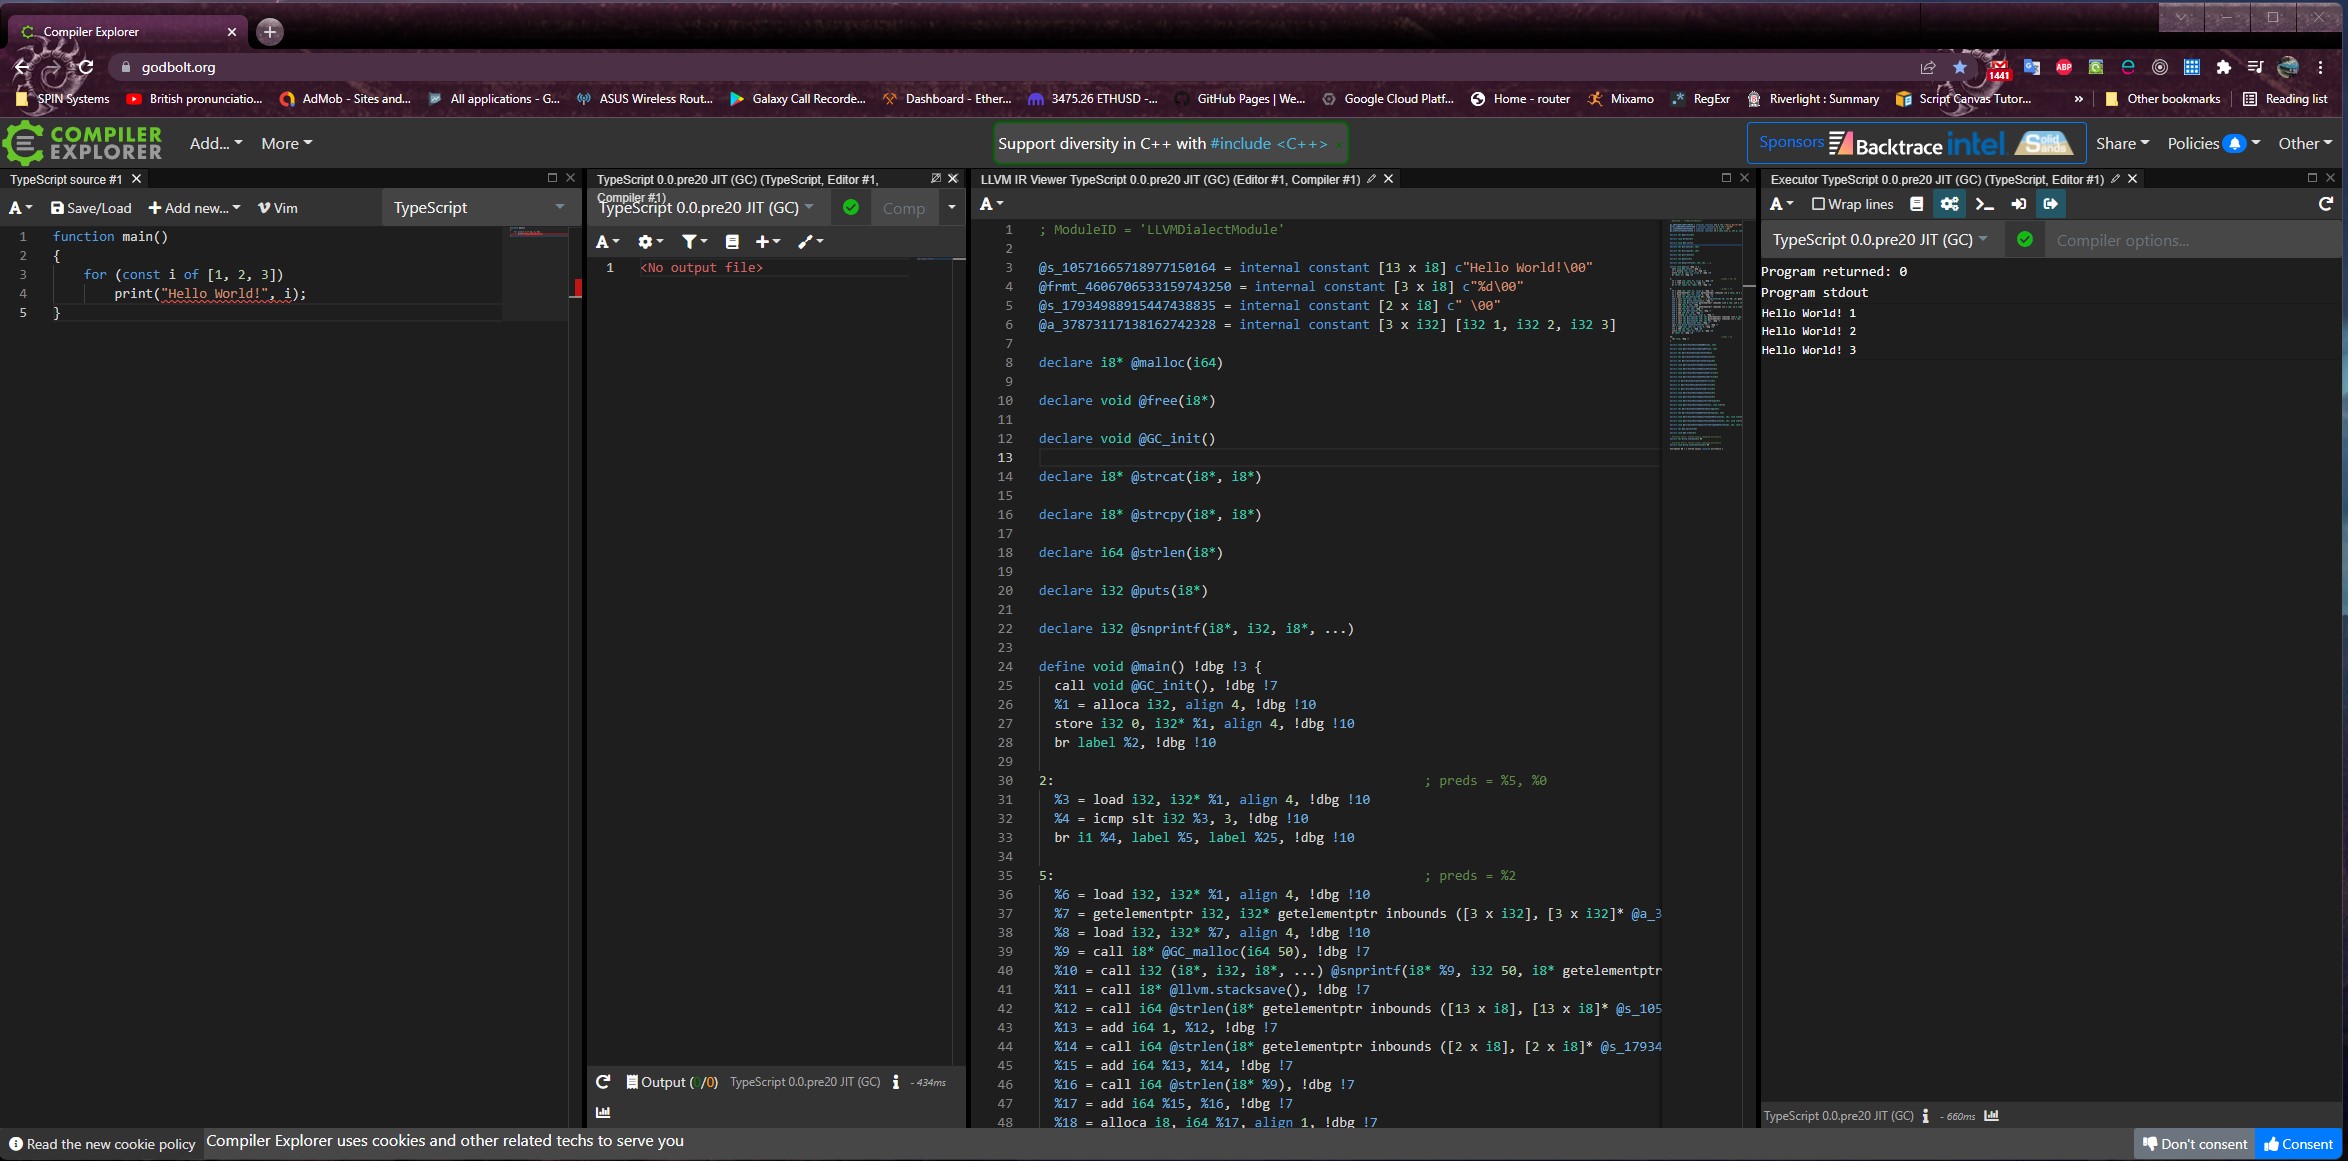 Compiler Explorer
godbolt.org
1441
ABP
SPIN Systems
British pronunciatio...
AdMob - Sites and...
All applications - G...
ASUS Wireless Rout...
Galaxy Call Recorde...
Dashboard - Ether...
3475.26 ETHUSD -...
GitHub Pages | We...
Google Cloud Platf...
Home - router
Mixamo
RegExr
Riverlight : Summary
Script Canvas Tutor...
»
Other bookmarks
Reading list
COMPILER
EXPLORER
Add...
More
Support diversity in C++ with #include <C++>
Sponsors
Backtrace
intel.
Solid Sands
Share
Policies
Other
TypeScript source #1
A
Save/Load
+ Add new...
Vim
TypeScript
1 function main()
2 {
3 for (const i of [1, 2, 3])
4 print("Hello World!", i);
5 }
TypeScript 0.0.pre20 JIT (GC) (TypeScript, Editor #1, Compiler #1)
TypeScript 0.0.pre20 JIT (GC)
Comp
A
1 <No output file>
Output (0/0)
TypeScript 0.0.pre20 JIT (GC)
- 434ms
LLVM IR Viewer TypeScript 0.0.pre20 JIT (GC) (Editor #1, Compiler #1)
A
1 ; ModuleID = 'LLVMDialectModule'
2
3 @s_10571665718977150164 = internal constant [13 x i8] c"Hello World!\00"
4 @frmt_4606706533159743250 = internal constant [3 x i8] c"%d\00"
5 @s_17934988915447438835 = internal constant [2 x i8] c" \00"
6 @a_37873117138162742328 = internal constant [3 x i32] [i32 1, i32 2, i32 3]
7
8 declare i8* @malloc(i64)
9
10 declare void @free(i8*)
11
12 declare void @GC_init()
13
14 declare i8* @strcat(i8*, i8*)
15
16 declare i8* @strcpy(i8*, i8*)
17
18 declare i64 @strlen(i8*)
19
20 declare i32 @puts(i8*)
21
22 declare i32 @snprintf(i8*, i32, i8*, ...)
23
24 define void @main() !dbg !3 {
25 call void @GC_init(), !dbg !7
26 %1 = alloca i32, align 4, !dbg !10
27 store i32 0, i32* %1, align 4, !dbg !10
28 br label %2, !dbg !10
29
30 2: ; preds = %5, %0
31 %3 = load i32, i32* %1, align 4, !dbg !10
32 %4 = icmp slt i32 %3, 3, !dbg !10
33 br i1 %4, label %5, label %25, !dbg !10
34
35 5: ; preds = %2
36 %6 = load i32, i32* %1, align 4, !dbg !10
37 %7 = getelementptr i32, i32* getelementptr inbounds ([3 x i32], [3 x i32]* @a_3
38 %8 = load i32, i32* %7, align 4, !dbg !10
39 %9 = call i8* @GC_malloc(i64 50), !dbg !7
40 %10 = call i32 (i8*, i32, i8*, ...) @snprintf(i8* %9, i32 50, i8* getelementptr
41 %11 = call i8* @llvm.stacksave(), !dbg !7
42 %12 = call i64 @strlen(i8* getelementptr inbounds ([13 x i8], [13 x i8]* @s_105
43 %13 = add i64 1, %12, !dbg !7
44 %14 = call i64 @strlen(i8* getelementptr inbounds ([2 x i8], [2 x i8]* @s_17934
45 %15 = add i64 %13, %14, !dbg !7
46 %16 = call i64 @strlen(i8* %9), !dbg !7
47 %17 = add i64 %15, %16, !dbg !7
48 %18 = alloca i8, i64 %17, align 1, !dbg !7
Executor TypeScript 0.0.pre20 JIT (GC) (TypeScript, Editor #1)
A
Wrap lines
TypeScript 0.0.pre20 JIT (GC)
Compiler options...
Program returned: 0
Program stdout
Hello World! 1
Hello World! 2
Hello World! 3
TypeScript 0.0.pre20 JIT (GC)
- 660ms
Read the new cookie policy
Compiler Explorer uses cookies and other related techs to serve you
Don't consent
Consent